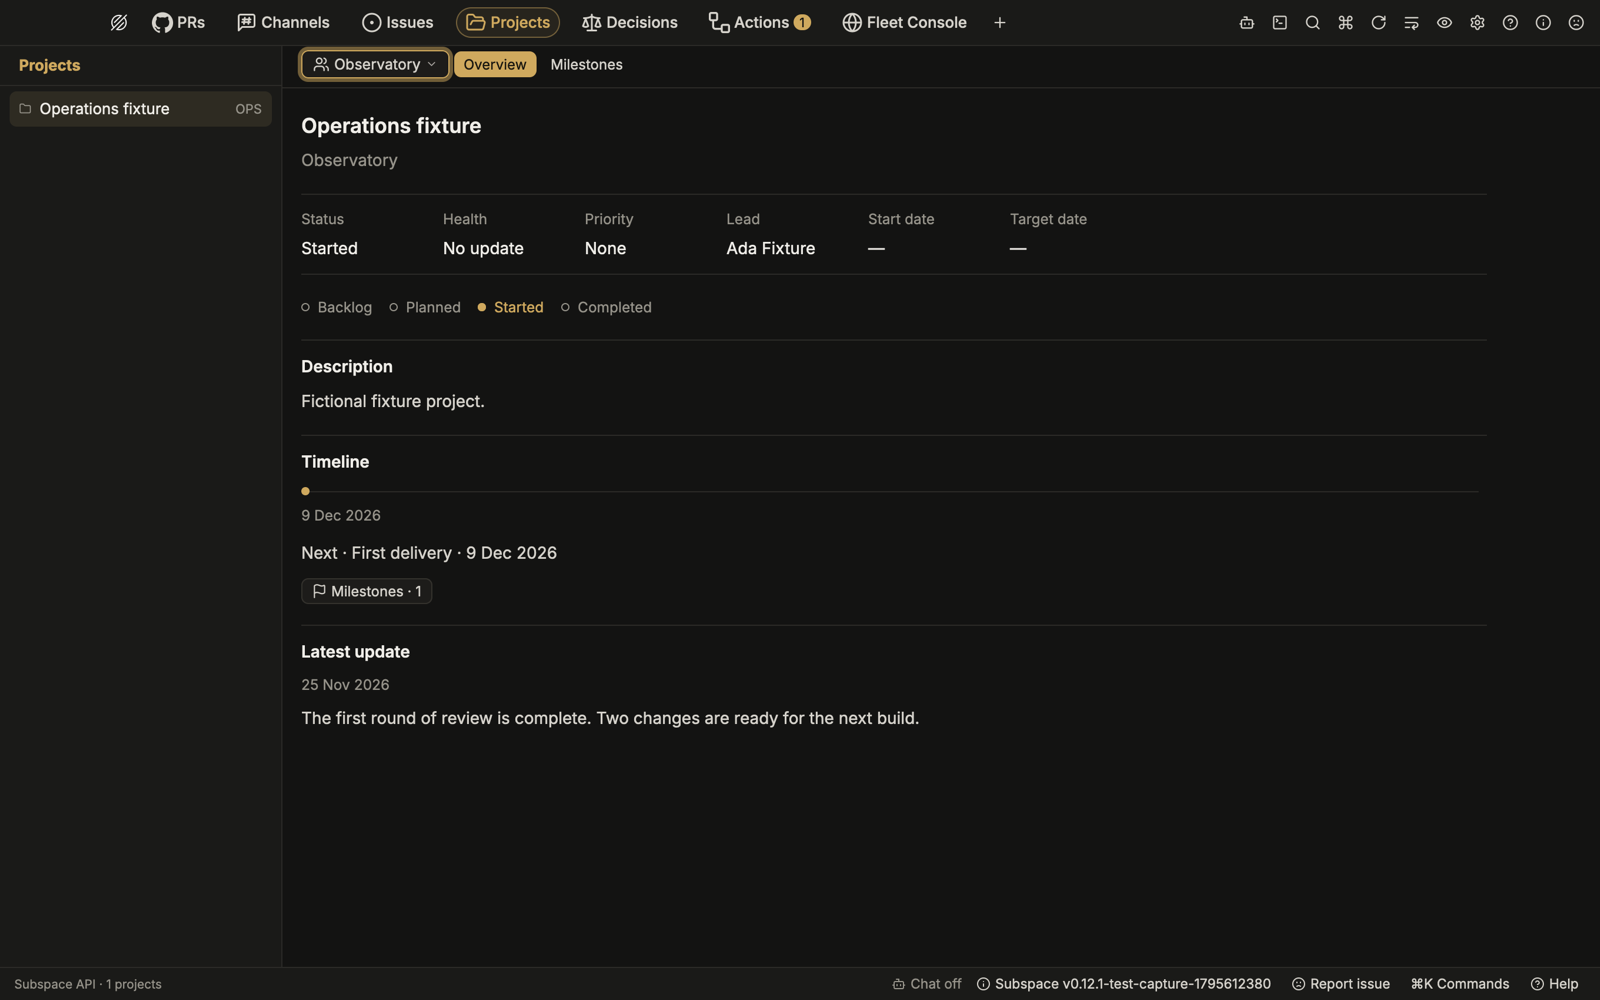 PRs Channels Issues Projects Decisions Actions 1 Fleet Console
Projects
Observatory Overview Milestones
Operations fixture OPS
Operations fixture
Observatory
Status Health Priority Lead Start date Target date
Started No update None Ada Fixture — —
Backlog Planned Started Completed
Description
Fictional fixture project.
Timeline
9 Dec 2026
Next · First delivery · 9 Dec 2026
Milestones · 1
Latest update
25 Nov 2026
The first round of review is complete. Two changes are ready for the next build.
Subspace API · 1 projects Chat off Subspace v0.12.1-test-capture-1795612380 Report issue ⌘K Commands Help